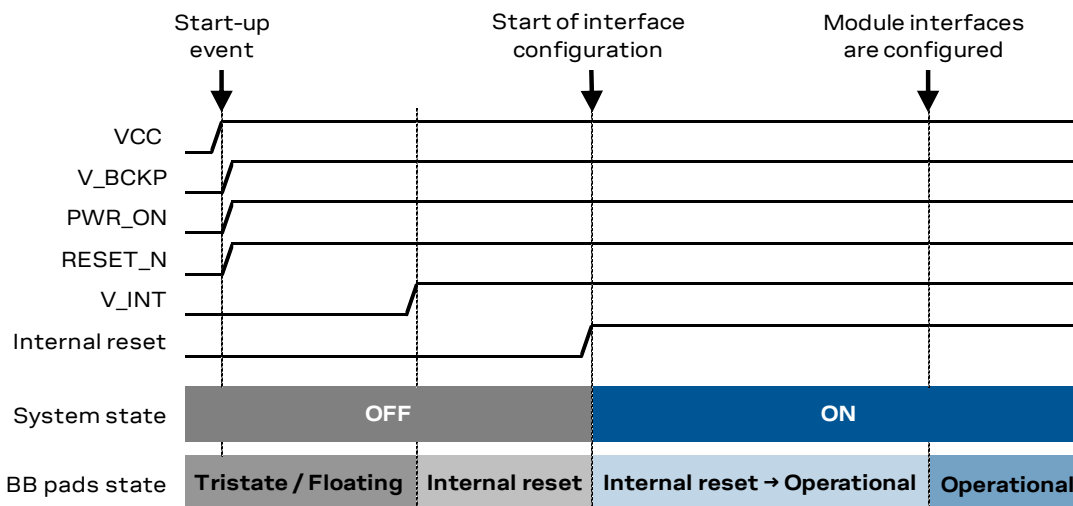 Start-up
event
Start of interface
configuration
Module interfaces
are configured
VCC
V_BCKP
PWR_ON
RESET_N
V_INT
Internal reset
System state
OFF
ON
BB pads state
Tristate / Floating
Internal reset
Internal reset → Operational
Operational